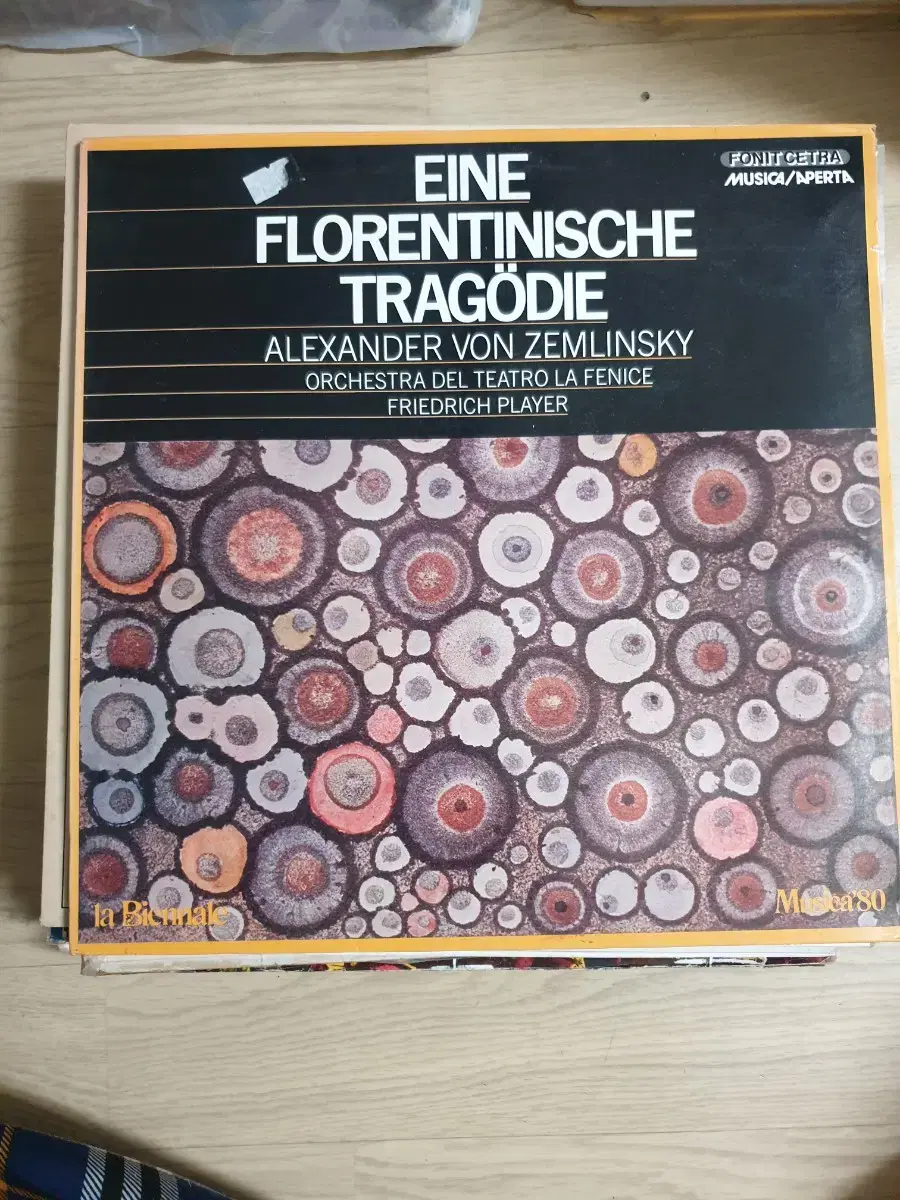 FONIT CETRA
MUSICA/APERTA
EINE
FLORENTINISCHE
TRAGÖDIE
ALEXANDER VON ZEMLINSKY
ORCHESTRA DEL TEATRO LA FENICE
FRIEDRICH PLAYER
la Biennale
Musica'80